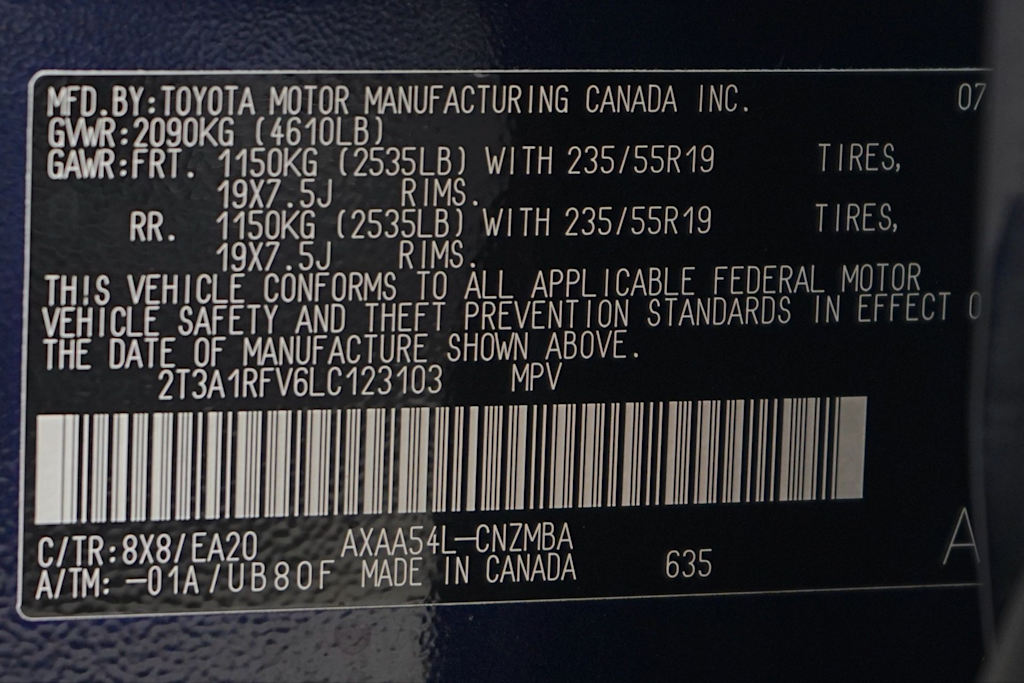 MFD.BY:TOYOTA MOTOR MANUFACTURING CANADA INC. 07
GVWR:2090KG (4610LB)
GAWR:FRT. 1150KG (2535LB) WITH 235/55R19 TIRES,
19X7.5J RIMS.
RR. 1150KG (2535LB) WITH 235/55R19 TIRES,
19X7.5J RIMS.
THIS VEHICLE CONFORMS TO ALL APPLICABLE FEDERAL MOTOR
VEHICLE SAFETY AND THEFT PREVENTION STANDARDS IN EFFECT O
THE DATE OF MANUFACTURE SHOWN ABOVE.
2T3A1RFV6LC123103 MPV
C/TR:8X8/EA20 AXAA54L-CNZMBA
A/TM:-01A/UB80F MADE IN CANADA 635 A